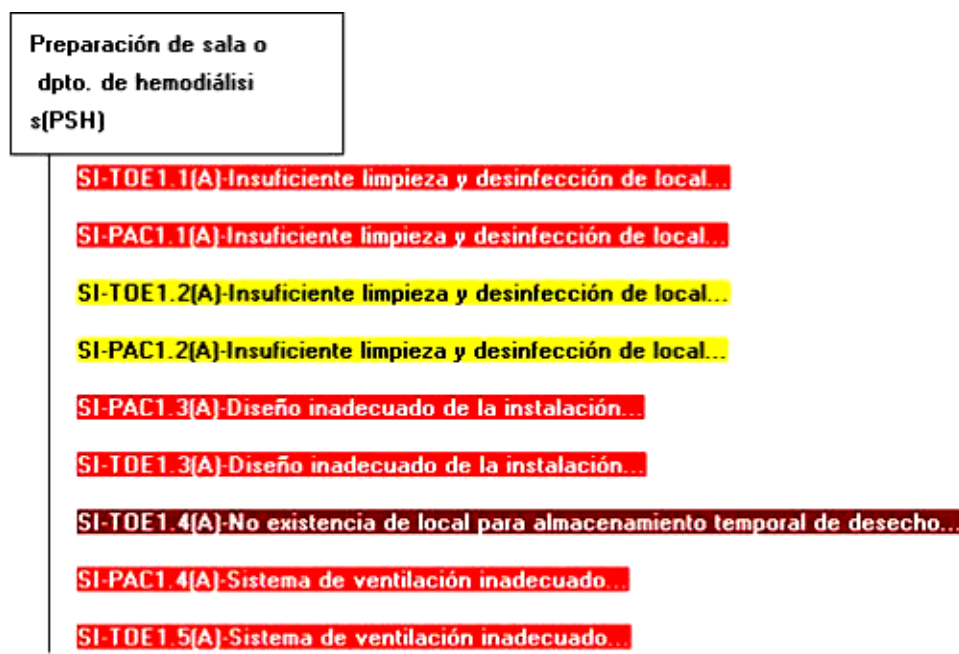 Preparación de sala o
dpto. de hemodiálisi
s(PSH)
SI-TOE1.1(A)-Insuficiente limpieza y desinfección de local...
SI-PAC1.1(A)-Insuficiente limpieza y desinfección de local...
SI-TOE1.2(A)-Insuficiente limpieza y desinfección de local...
SI-PAC1.2(A)-Insuficiente limpieza y desinfección de local...
SI-PAC1.3(A)-Diseño inadecuado de la instalación...
SI-TOE1.3(A)-Diseño inadecuado de la instalación...
SI-TOE1.4(A)-No existencia de local para almacenamiento temporal de desecho...
SI-PAC1.4(A)-Sistema de ventilación inadecuado...
SI-TOE1.5(A)-Sistema de ventilación inadecuado...